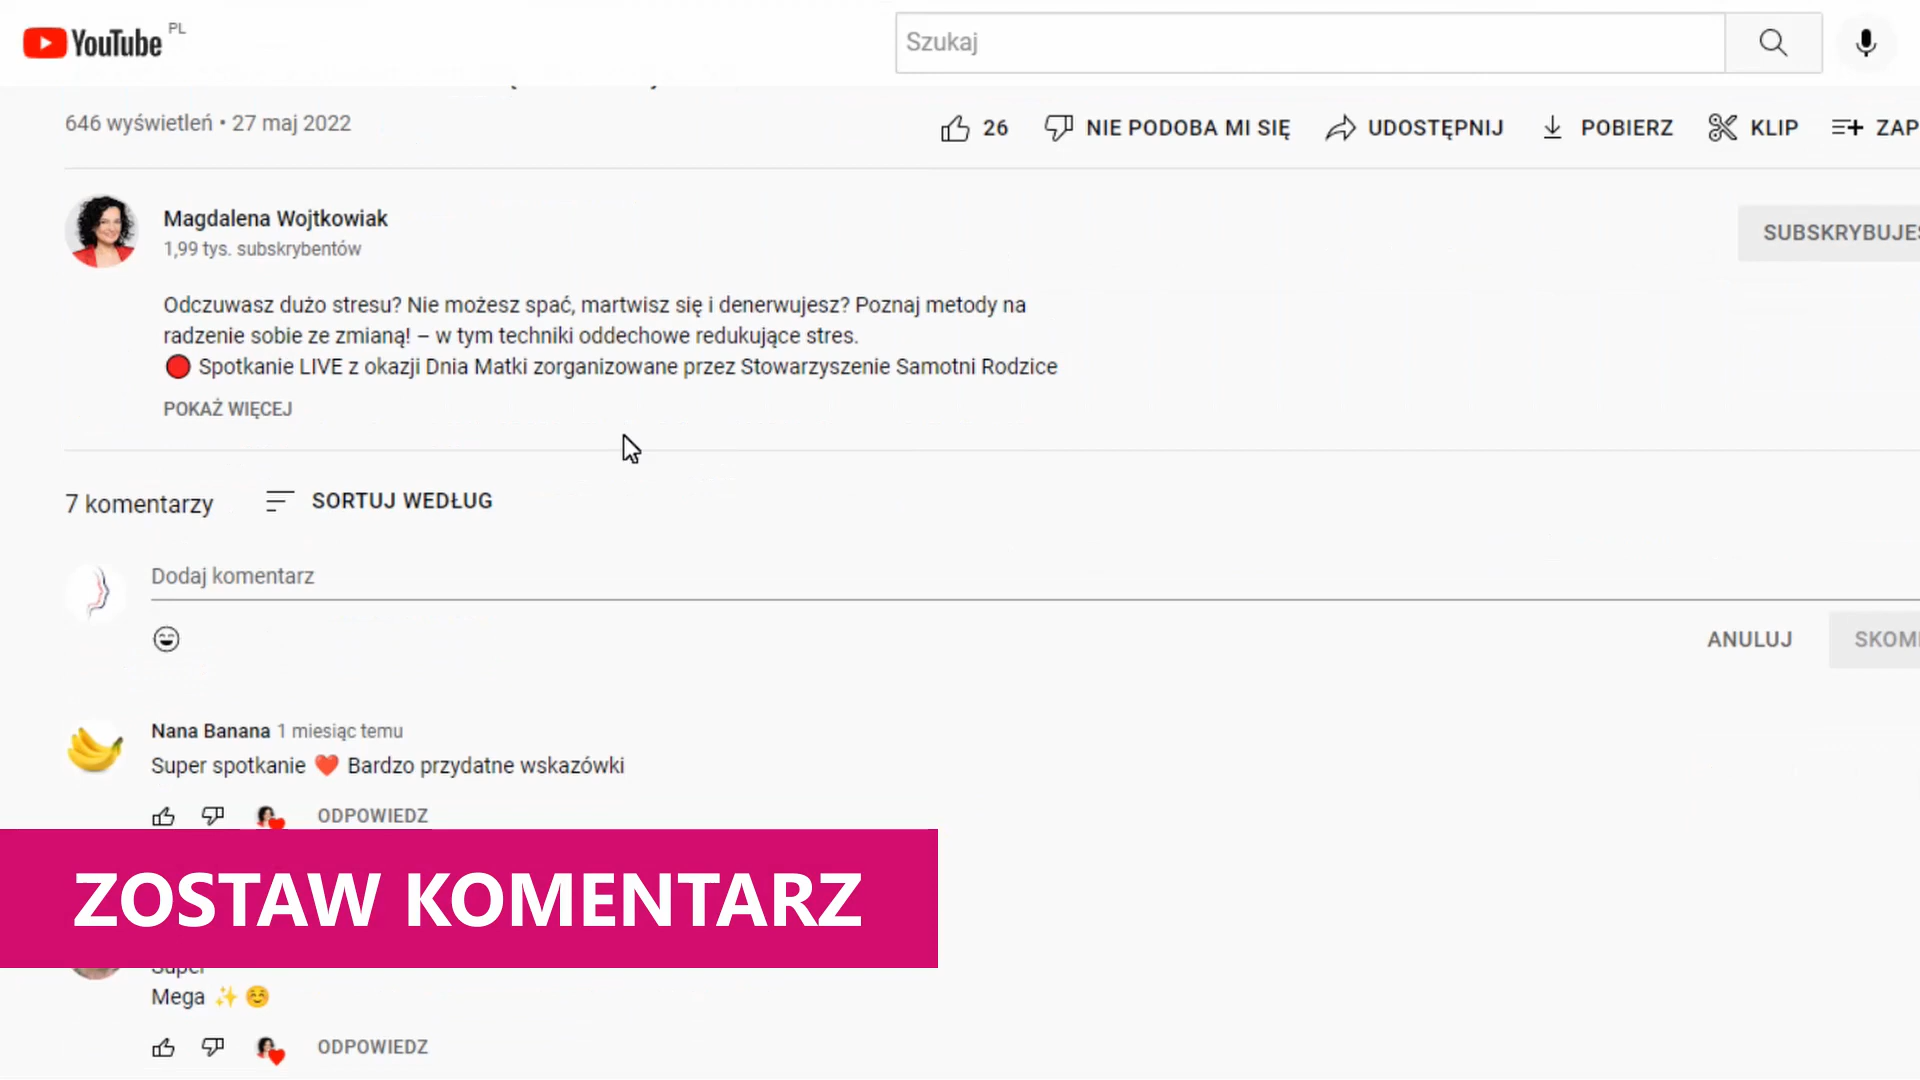 YouTube PL
Szukaj
646 wyświetleń • 27 maj 2022
26 NIE PODOBA MI SIĘ UDOSTĘPNIJ POBIERZ KLIP
Magdalena Wojtkowiak
1,99 tys. subskrybentów
Odczuwasz dużo stresu? Nie możesz spać, martwisz się i denerwujesz? Poznaj metody na
radzenie sobie ze zmianą! – w tym techniki oddechowe redukujące stres.
🔴 Spotkanie LIVE z okazji Dnia Matki zorganizowane przez Stowarzyszenie Samotni Rodzice
POKAŻ WIĘCEJ
7 komentarzy SORTUJ WEDŁUG
Dodaj komentarz
ANULUJ
Nana Banana 1 miesiąc temu
Super spotkanie ❤️ Bardzo przydatne wskazówki
ODPOWIEDZ
ZOSTAW KOMENTARZ
Super
Mega ✨ ☺️
ODPOWIEDZ